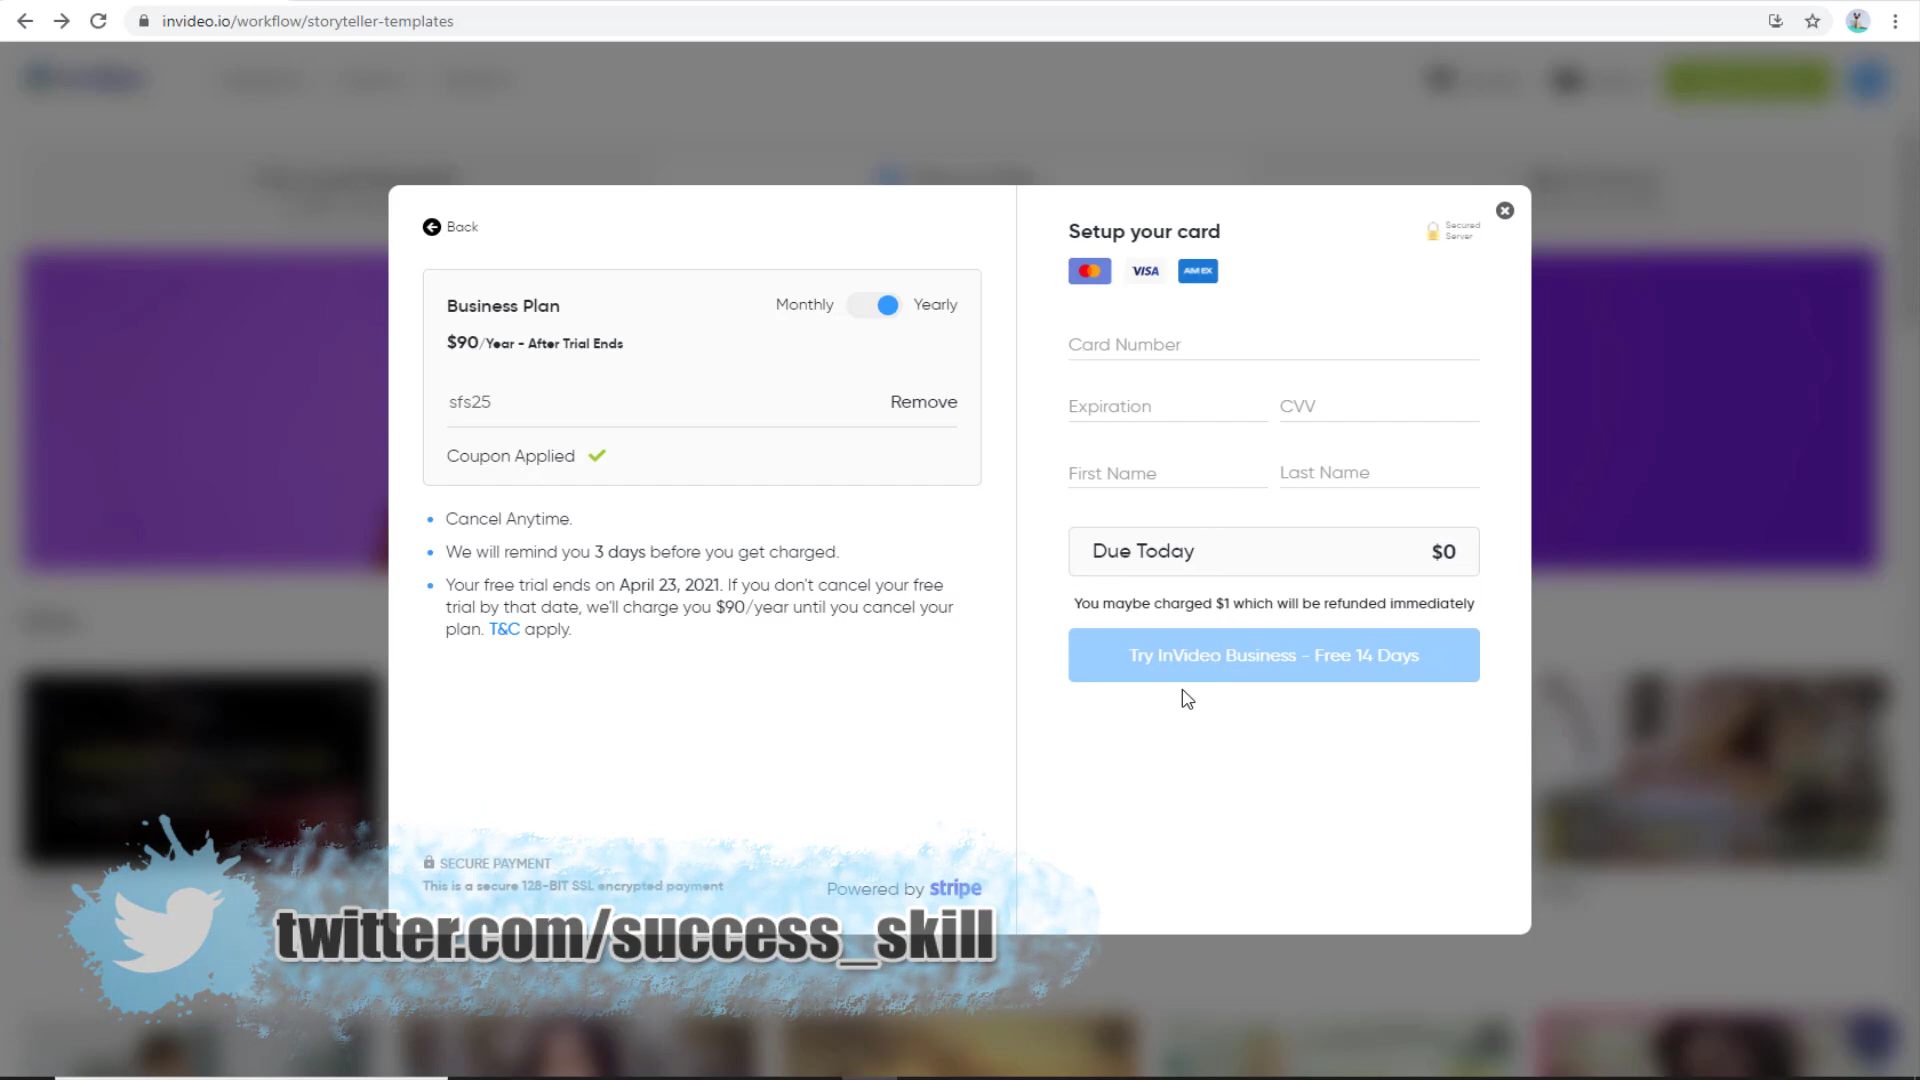 invideo.io/workflow/storyteller-templates
Back
Business Plan
Monthly
Yearly
$90/Year - After Trial Ends
sfs25
Remove
Coupon Applied
Cancel Anytime.
We will remind you 3 days before you get charged.
Your free trial ends on April 23, 2021. If you don't cancel your free
trial by that date, we'll charge you $90/year until you cancel your
plan. T&C apply.
SECURE PAYMENT
This is a secure 128-BIT SSL encrypted payment
Powered by stripe
Setup your card
Secured
Server
VISA
AMEX
Card Number
Expiration
CVV
First Name
Last Name
Due Today
$0
You maybe charged $1 which will be refunded immediately
Try InVideo Business - Free 14 Days
twitter.com/success_skill